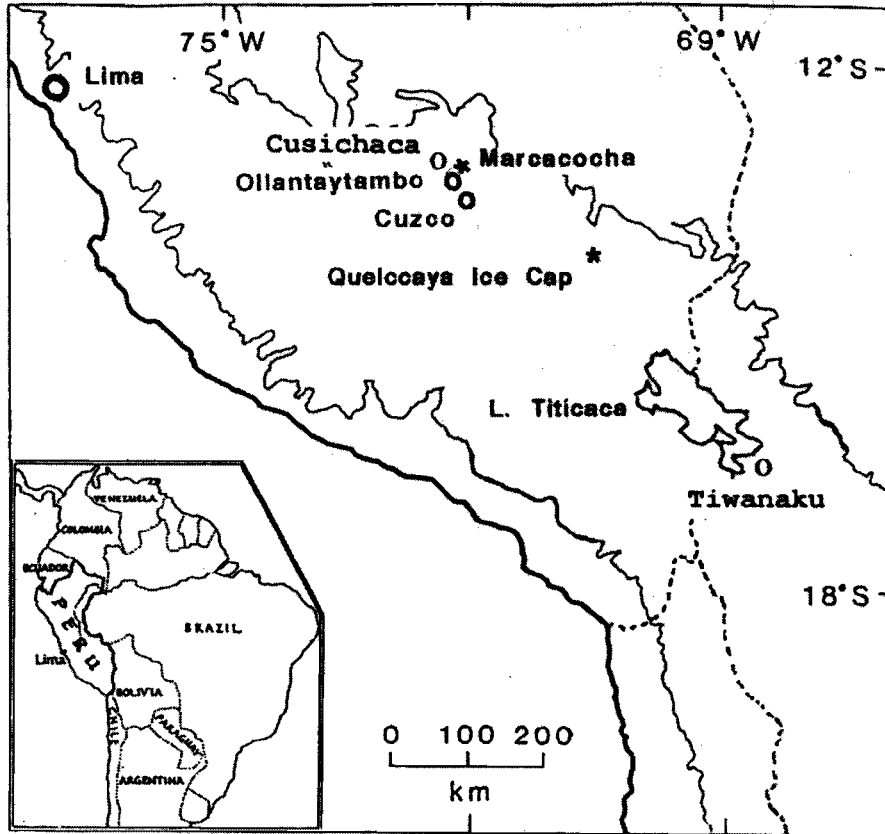 75° W
69° W
Lima
12° S
Cusichaca
Marcacocha
Ollantaytambo
Cuzco
Quelccaya Ice Cap
L. Titicaca
Tiwanaku
VENEZUELA
COLOMBIA
ECUADOR
PERU
BRAZIL
Lima
BOLIVIA
CHILE
PARAGUAY
ARGENTINA
18° S
0 100 200
km